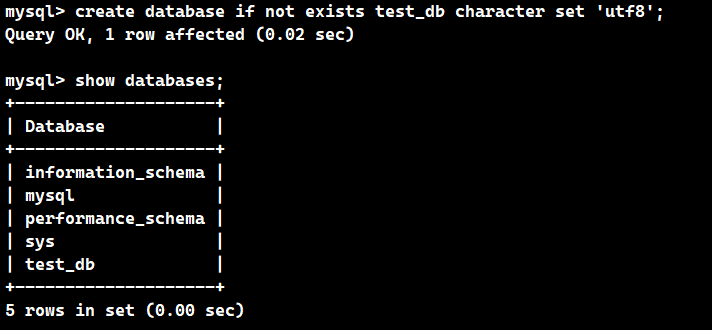 mysql> create database if not exists test_db character set 'utf8';
Query OK, 1 row affected (0.02 sec)

mysql> show databases;
+--------------------+
| Database           |
+--------------------+
| information_schema |
| mysql              |
| performance_schema |
| sys                |
| test_db            |
+--------------------+
5 rows in set (0.00 sec)